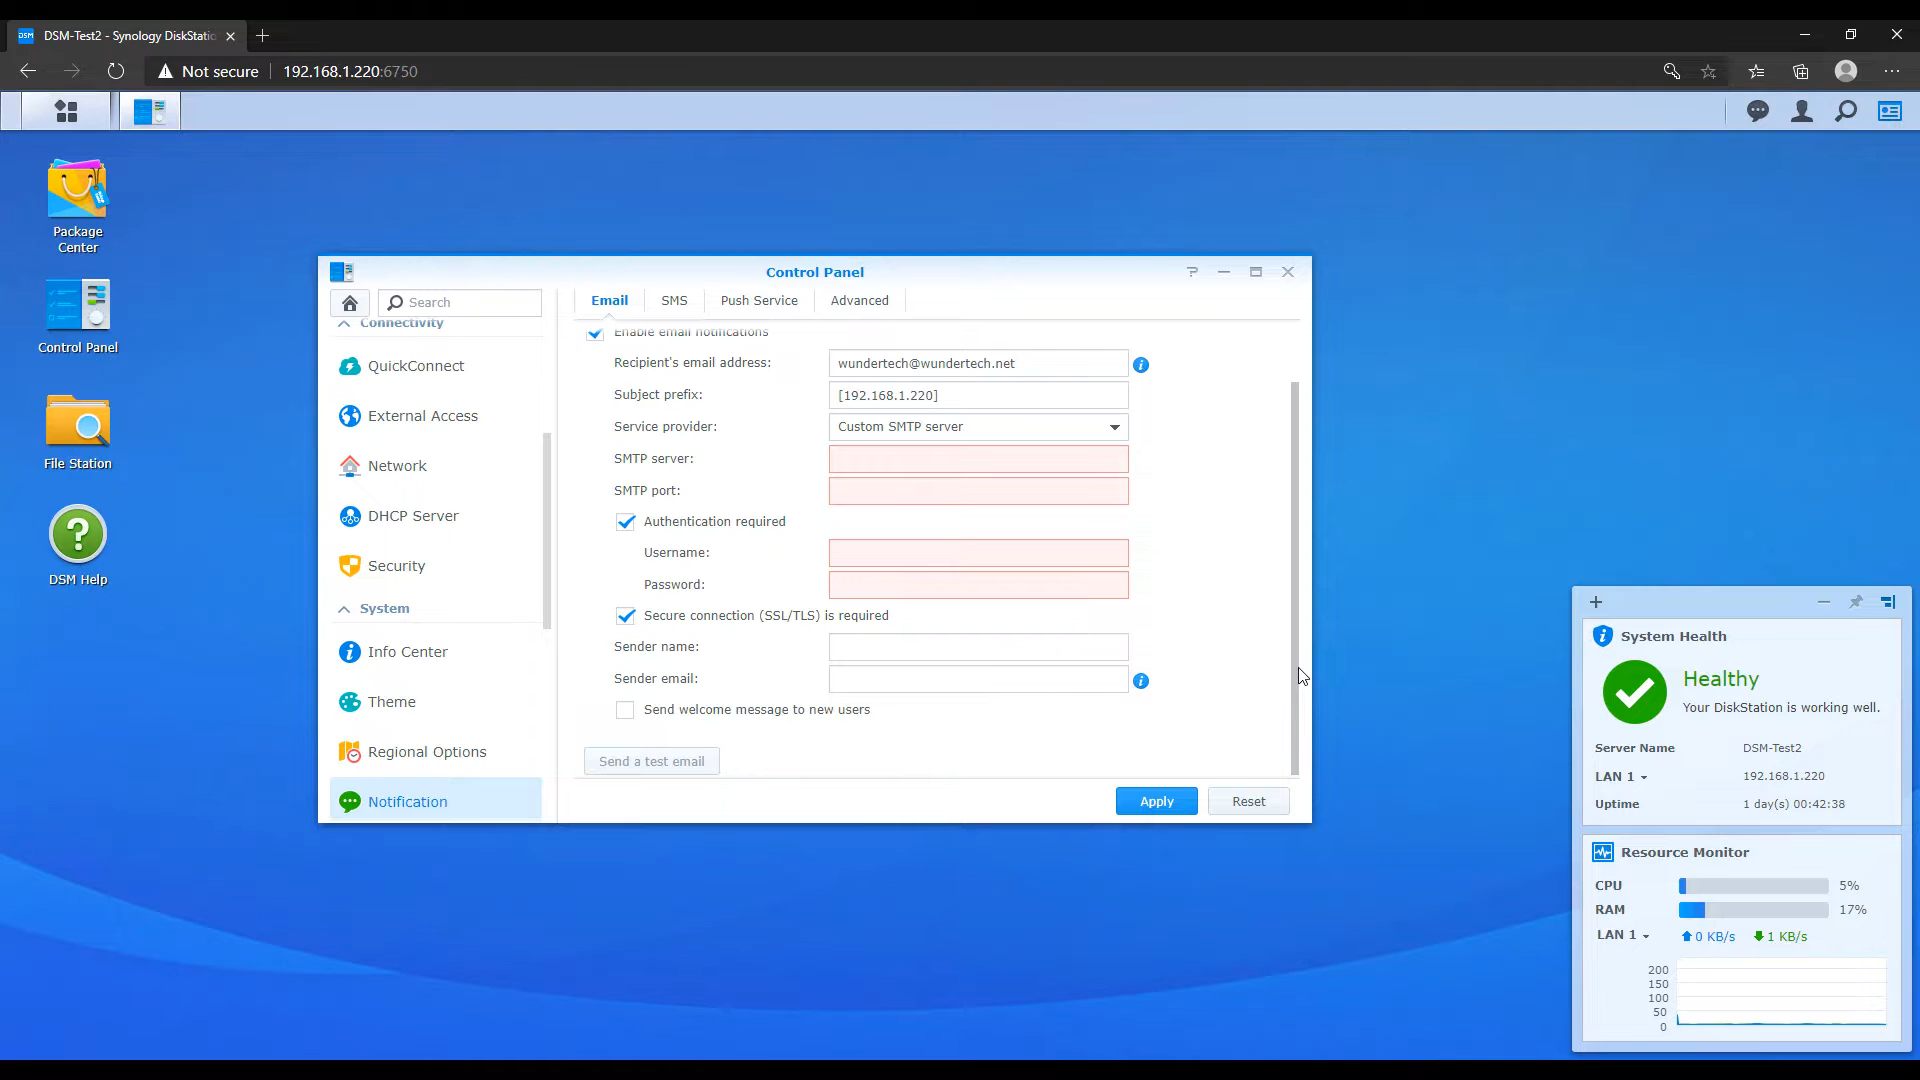 DSM-Test2 - Synology DiskStatio
Not secure
192.168.1.220:6750
Package
Center
Control Panel
File Station
DSM Help
Control Panel
Search
Email
SMS
Push Service
Advanced
Connectivity
QuickConnect
External Access
Network
DHCP Server
Security
System
Info Center
Theme
Regional Options
Notification
Enable email notifications
Recipient's email address:
wundertech@wundertech.net
Subject prefix:
[192.168.1.220]
Service provider:
Custom SMTP server
SMTP server:
SMTP port:
Authentication required
Username:
Password:
Secure connection (SSL/TLS) is required
Sender name:
Sender email:
Send welcome message to new users
Send a test email
Apply
Reset
System Health
Healthy
Your DiskStation is working well.
Server Name DSM-Test2
LAN 1 192.168.1.220
Uptime 1 day(s) 00:42:38
Resource Monitor
CPU 5%
RAM 17%
LAN 1 0 KB/s 1 KB/s
200
150
100
50
0